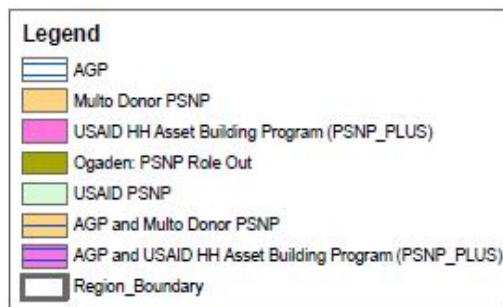 Legend
AGP
Multo Donor PSNP
USAID HH Asset Building Program (PSNP_PLUS)
Ogaden: PSNP Role Out
USAID PSNP
AGP and Multo Donor PSNP
AGP and USAID HH Asset Building Program (PSNP_PLUS)
Region_Boundary